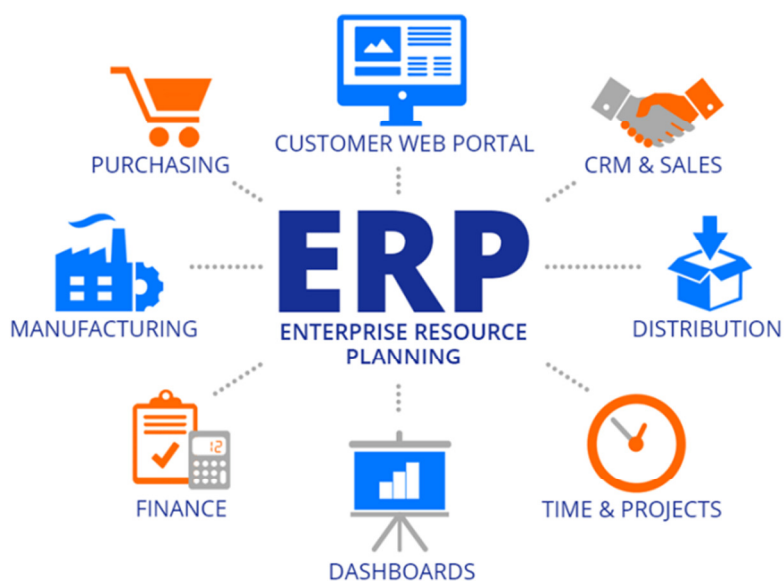 CUSTOMER WEB PORTAL
PURCHASING
CRM & SALES
ERP
ENTERPRISE RESOURCE
PLANNING
MANUFACTURING
DISTRIBUTION
12
FINANCE
TIME & PROJECTS
DASHBOARDS